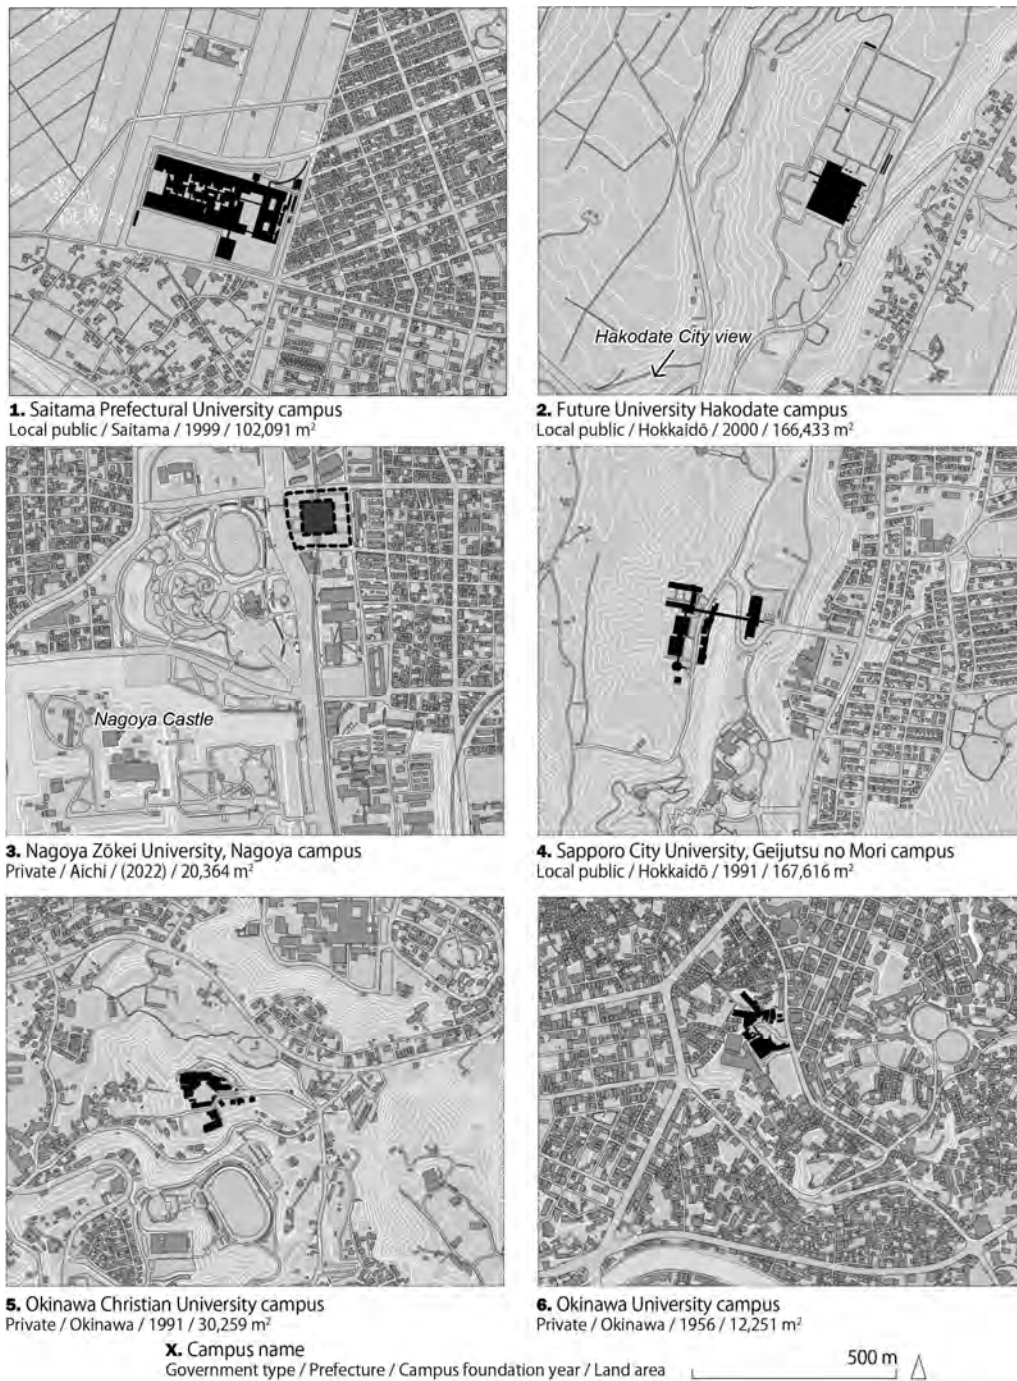 1. Saitama Prefectural University campus
Local public / Saitama / 1999 / 102,091 m²
Hakodate City view
2. Future University Hakodate campus
Local public / Hokkaidō / 2000 / 166,433 m²
Nagoya Castle
3. Nagoya Zōkei University, Nagoya campus
Private / Aichi / (2022) / 20,364 m²
4. Sapporo City University, Geijutsu no Mori campus
Local public / Hokkaidō / 1991 / 167,616 m²
5. Okinawa Christian University campus
Private / Okinawa / 1991 / 30,259 m²
6. Okinawa University campus
Private / Okinawa / 1956 / 12,251 m²
X. Campus name
Government type / Prefecture / Campus foundation year / Land area
500 m